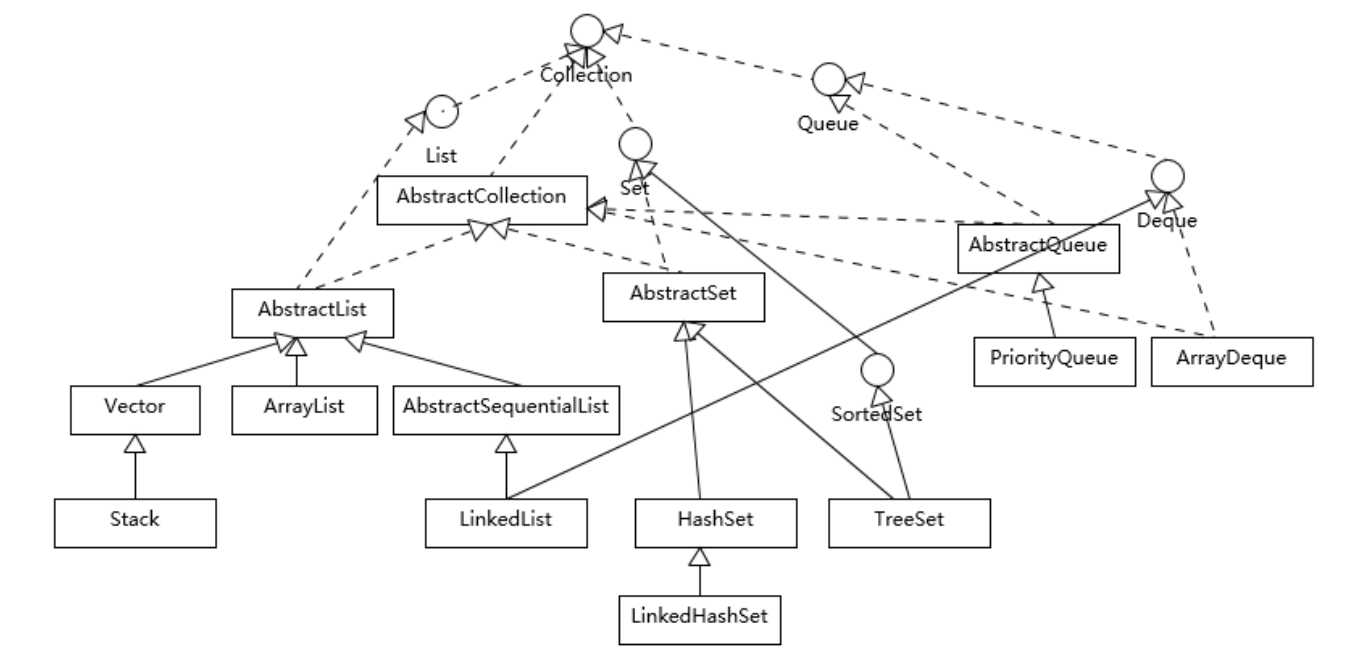 Collection
Queue
List
Set
AbstractCollection
Deque
AbstractQueue
AbstractSet
AbstractList
PriorityQueue
ArrayDeque
Vector
ArrayList
AbstractSequentialList
SortedSet
Stack
LinkedList
HashSet
TreeSet
LinkedHashSet